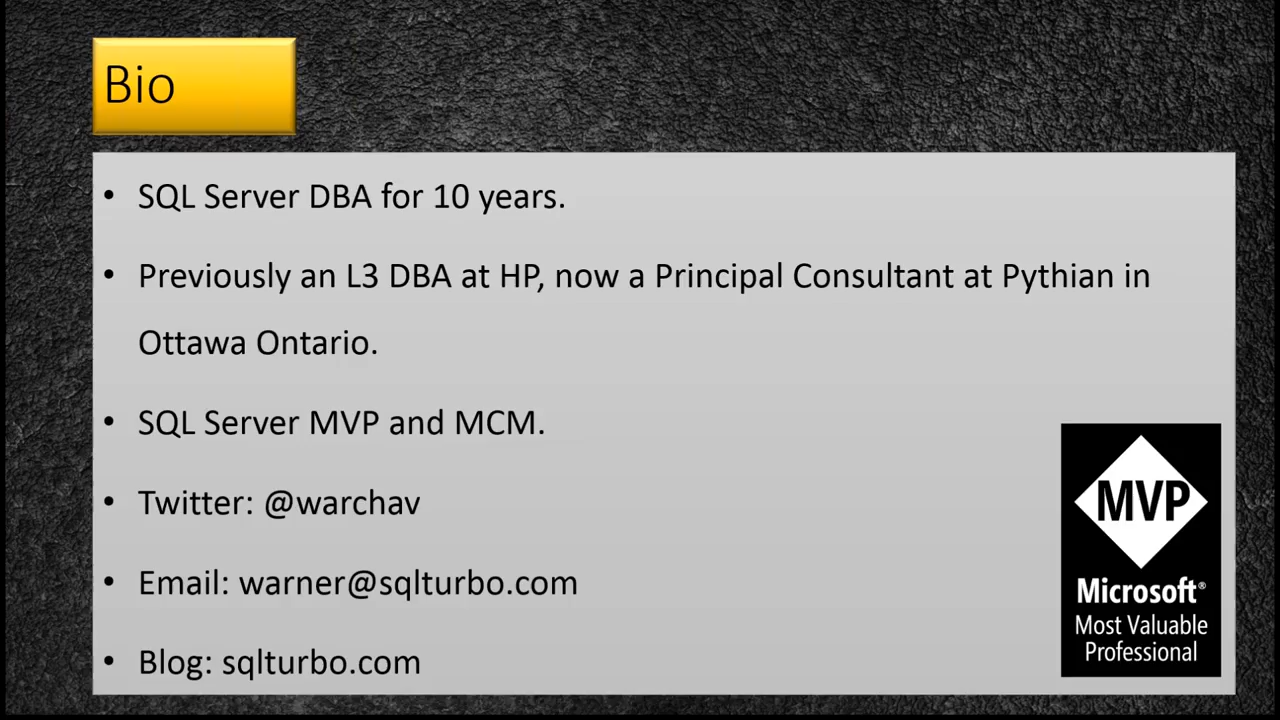 Bio
• SQL Server DBA for 10 years.
• Previously an L3 DBA at HP, now a Principal Consultant at Pythian in
Ottawa Ontario.
• SQL Server MVP and MCM.
• Twitter: @warchav
• Email: warner@sqlturbo.com
• Blog: sqlturbo.com
MVP
Microsoft®
Most Valuable
Professional